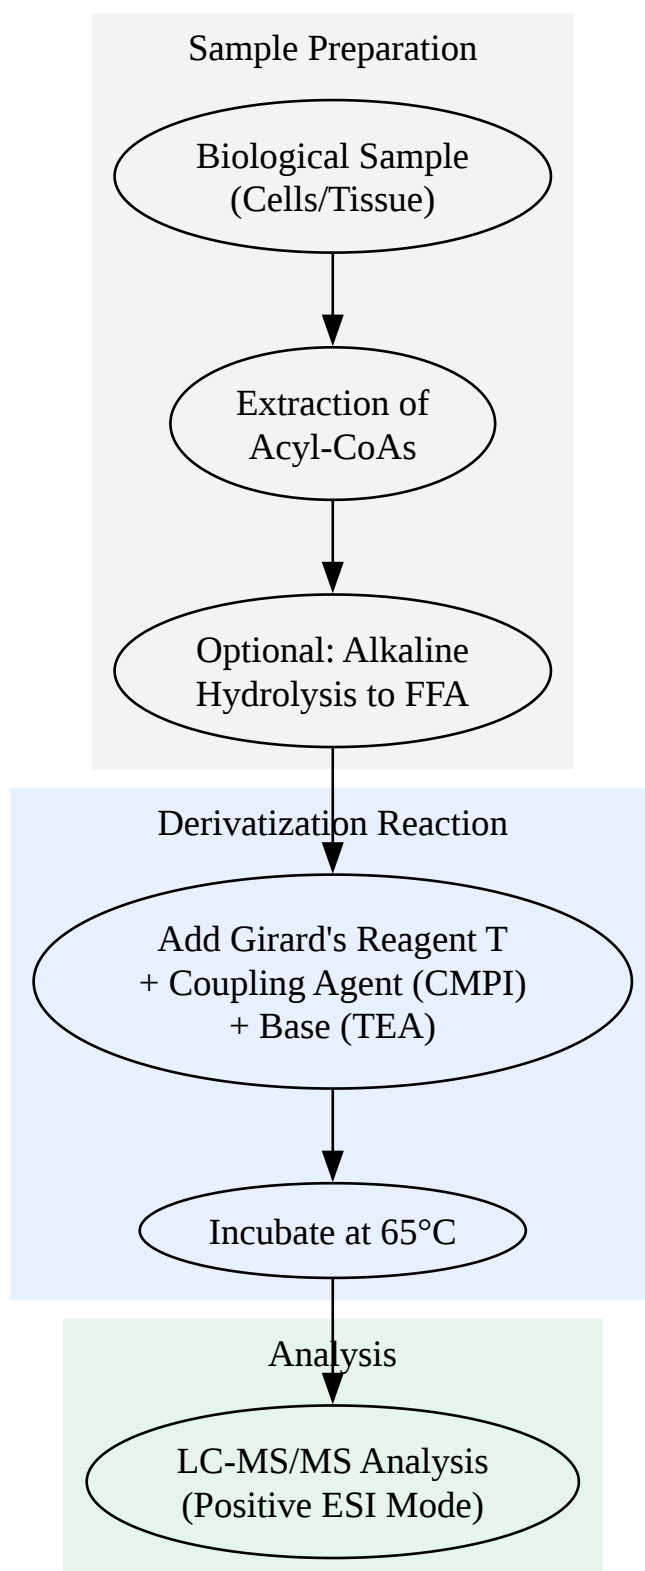 Sample Preparation
Biological Sample
(Cells/Tissue)
Extraction of
Acyl-CoAs
Optional: Alkaline
Hydrolysis to FFA
Derivatization Reaction
Add Girard's Reagent T
+ Coupling Agent (CMPI)
+ Base (TEA)
Incubate at 65°C
Analysis
LC-MS/MS Analysis
(Positive ESI Mode)